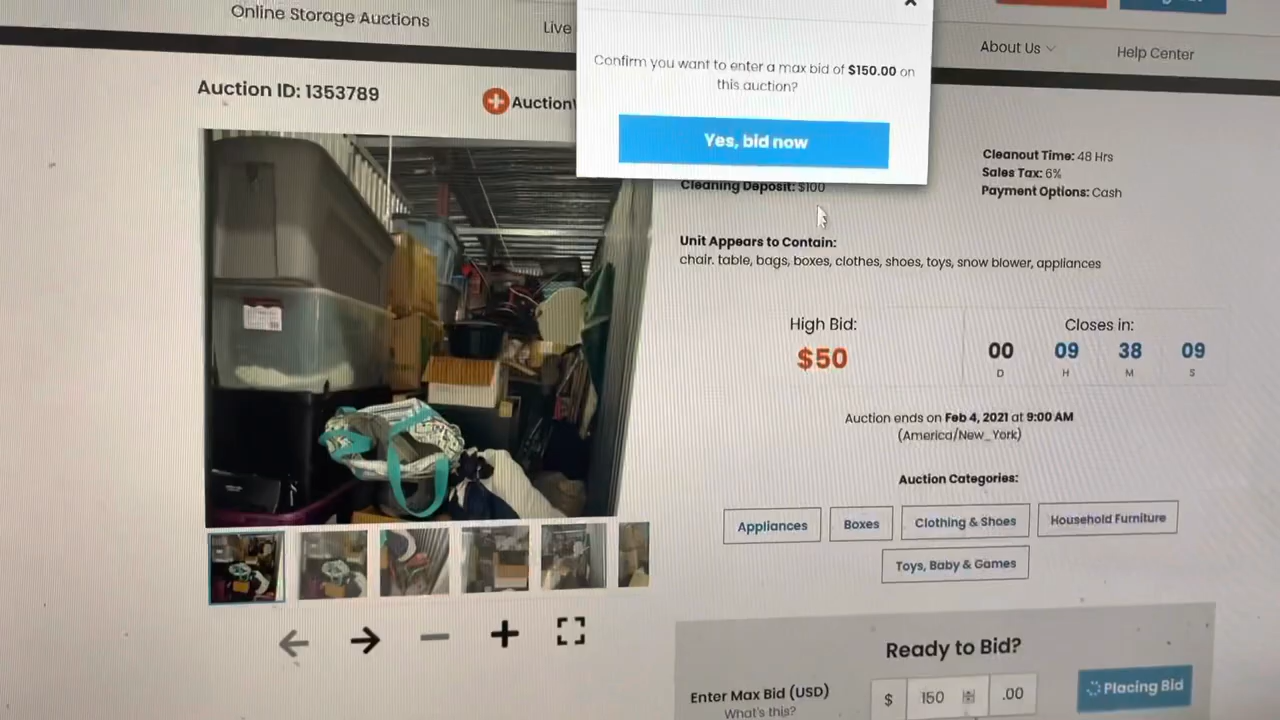 Online Storage Auctions
Live
About Us
Help Center
Confirm you want to enter a max bid of $150.00 on
this auction?
Yes, bid now
Auction ID: 1353789
Auction
Cleaning Deposit: $100
Cleanout Time: 48 Hrs
Sales Tax: 6%
Payment Options: Cash
Unit Appears to Contain:
chair. table, bags, boxes, clothes, shoes, toys, snow blower, appliances
High Bid:
$50
Closes in:
00 09 38 09
D H M S
Auction ends on Feb 4, 2021 at 9:00 AM
(America/New_York)
Auction Categories:
Appliances
Boxes
Clothing & Shoes
Household Furniture
Toys, Baby & Games
Ready to Bid?
Enter Max Bid (USD)
What's this?
$ 150 .00
Placing Bid